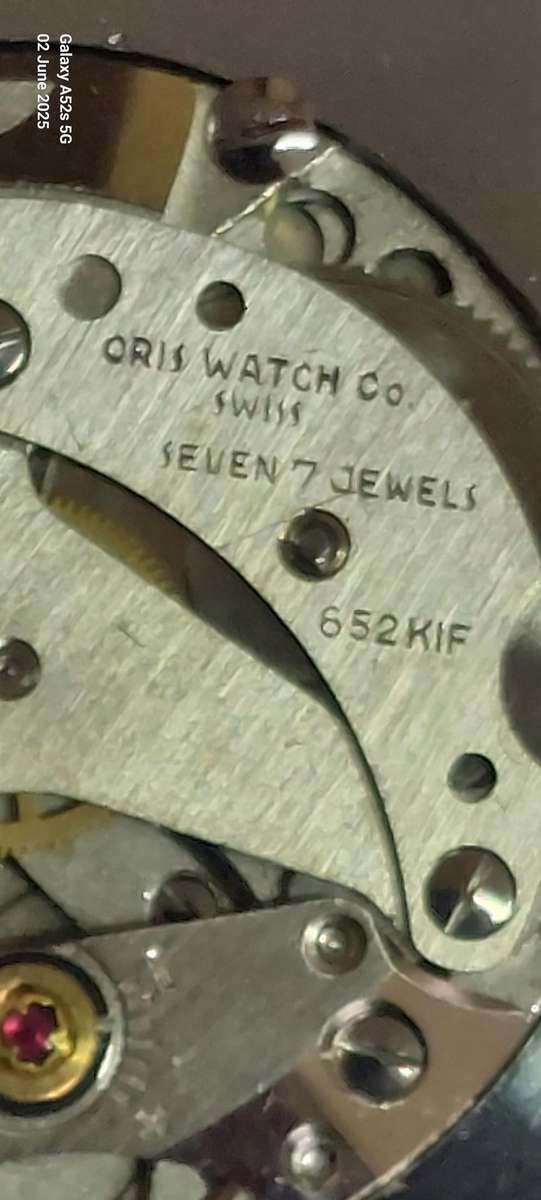 Galaxy A52s 5G
02 June 2025
ORIS WATCH Co.
SWISS
SEVEN 7 JEWELS
652KIF